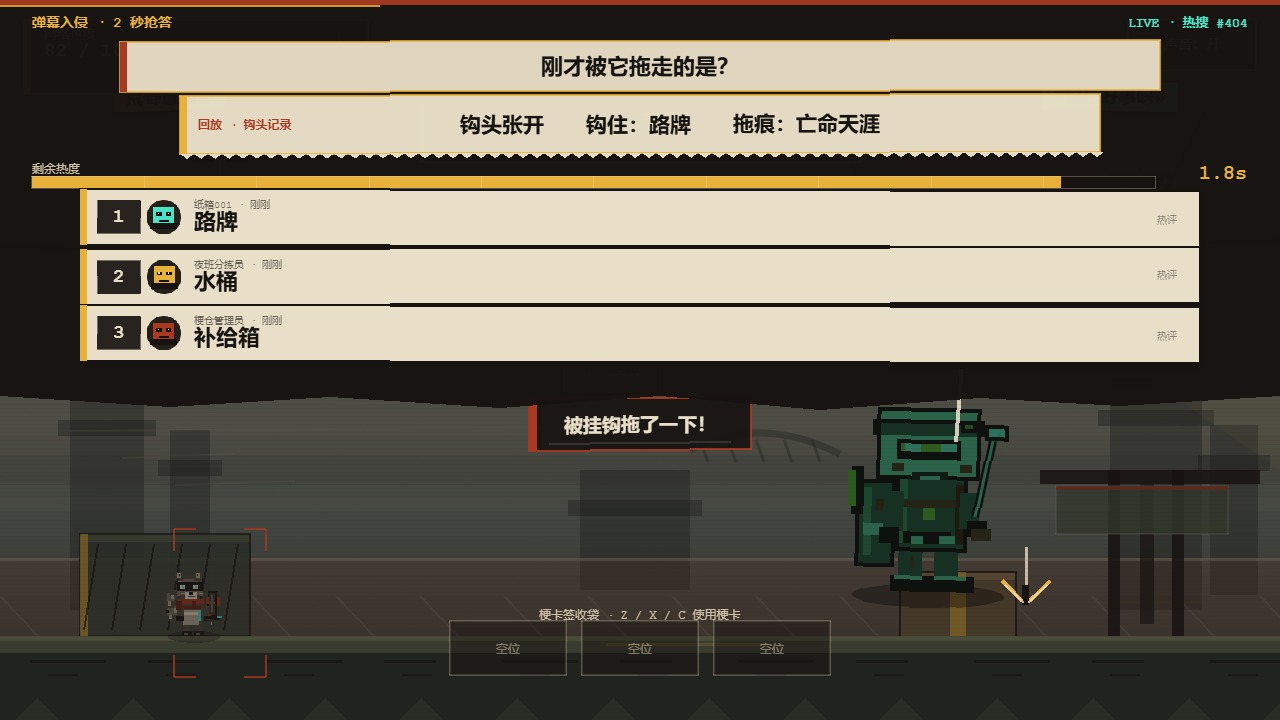 弹幕入侵 · 2 秒抢答
LIVE · 热搜 #404
刚才被它拖走的是?
回放 · 钩头记录
钩头张开 钩住: 路牌 拖痕: 亡命天涯
剩余热度
1.8s
1
纸箱001 · 刚刚
路牌
热评
2
夜班分拣员 · 刚刚
水桶
热评
3
梗仓管理员 · 刚刚
补给箱
热评
被挂钩拖了一下!
梗卡签收袋 · Z / X / C 使用梗卡
空位
空位
空位